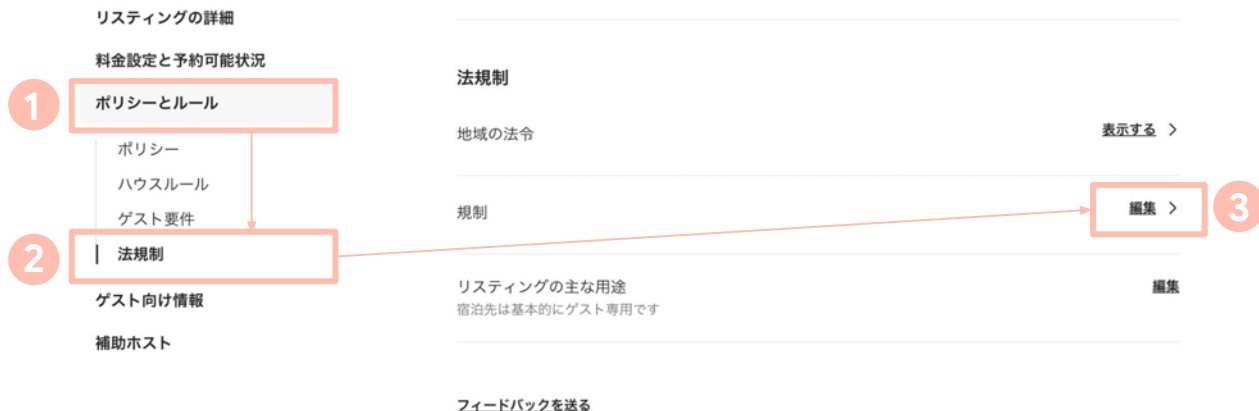 リスティングの詳細
料金設定と予約可能状況
1
ポリシーとルール
ポリシー
ハウスルール
ゲスト要件
2
法規制
ゲスト向け情報
補助ホスト
法規制
地域の法令
表示する >
規制
編集 >
3
リスティングの主な用途
編集
宿泊先は基本的にゲスト専用です
フィードバックを送る